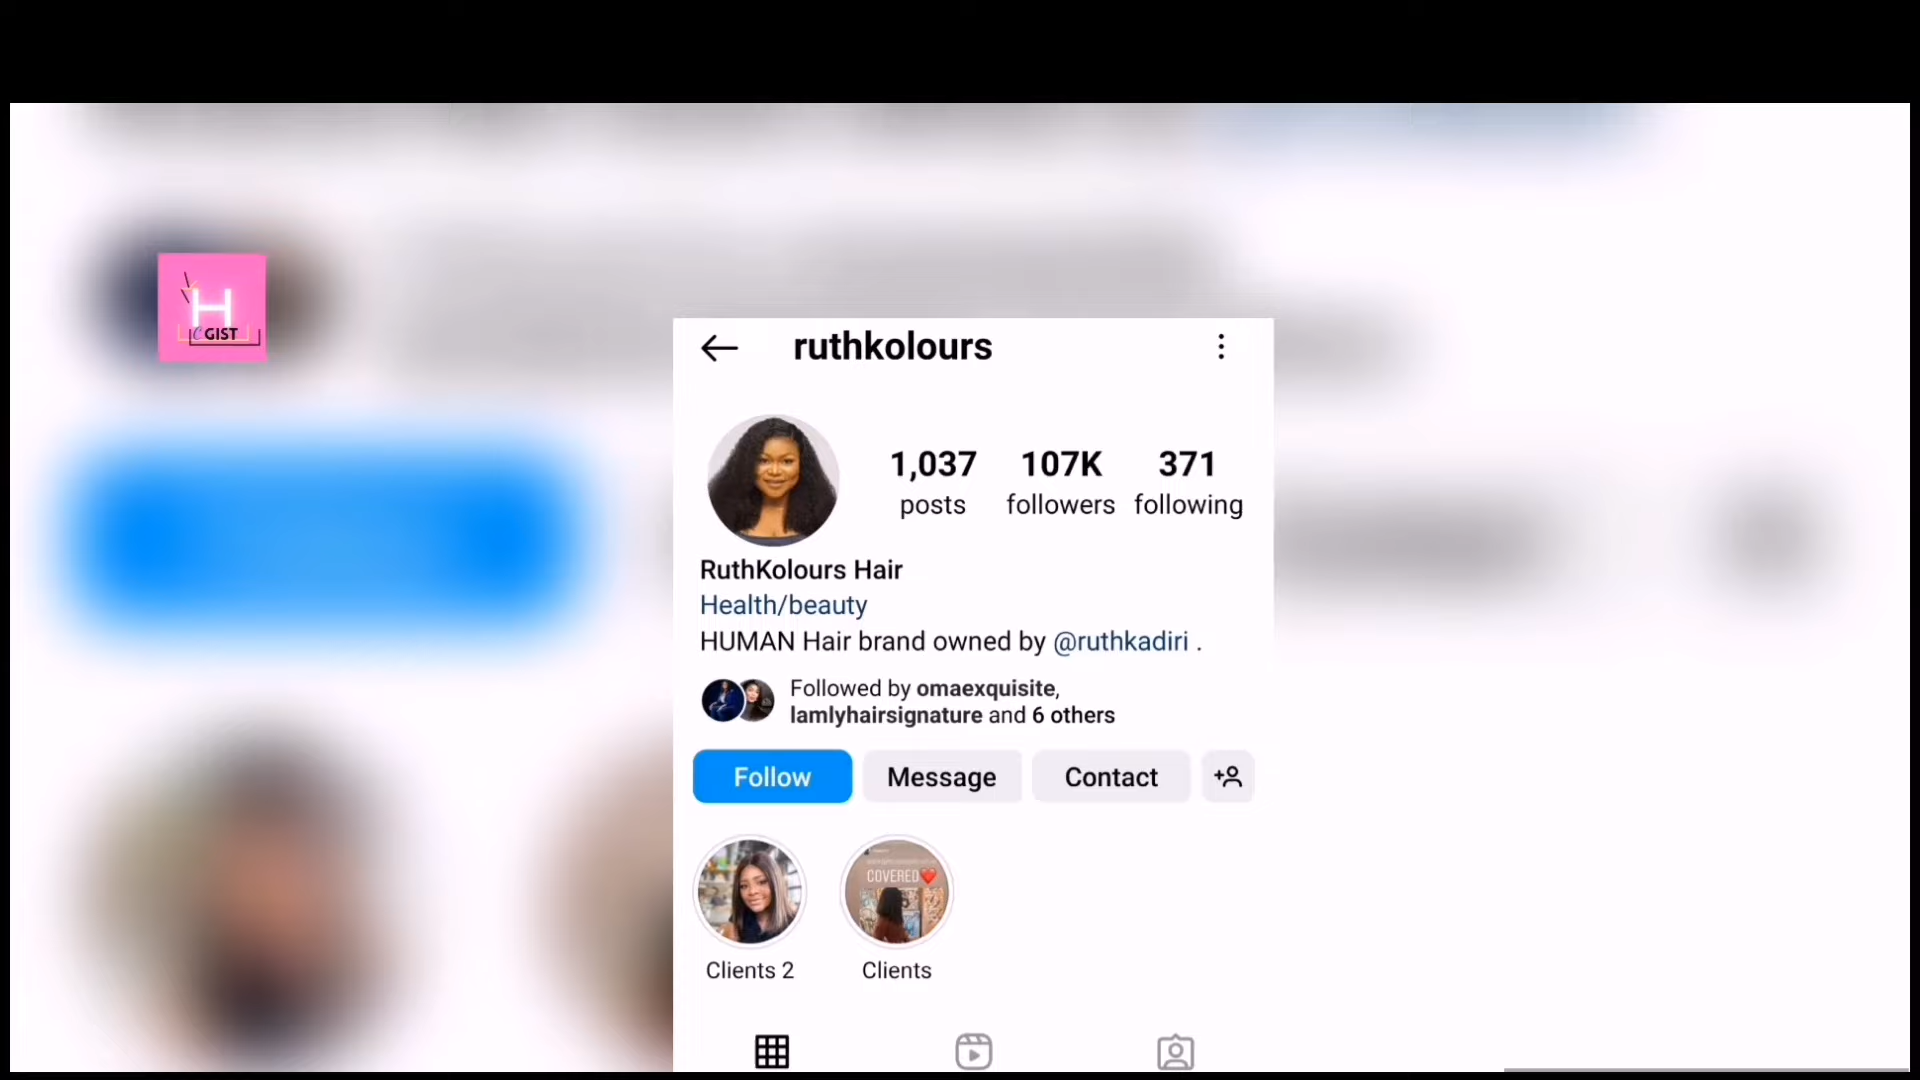 H
GIST
ruthkolours
1,037 107K 371
posts followers following
RuthKolours Hair
Health/beauty
HUMAN Hair brand owned by @ruthkadiri .
Followed by omaexquisite,
lamlyhairsignature and 6 others
Follow Message Contact
COVERED❤️
Clients 2 Clients